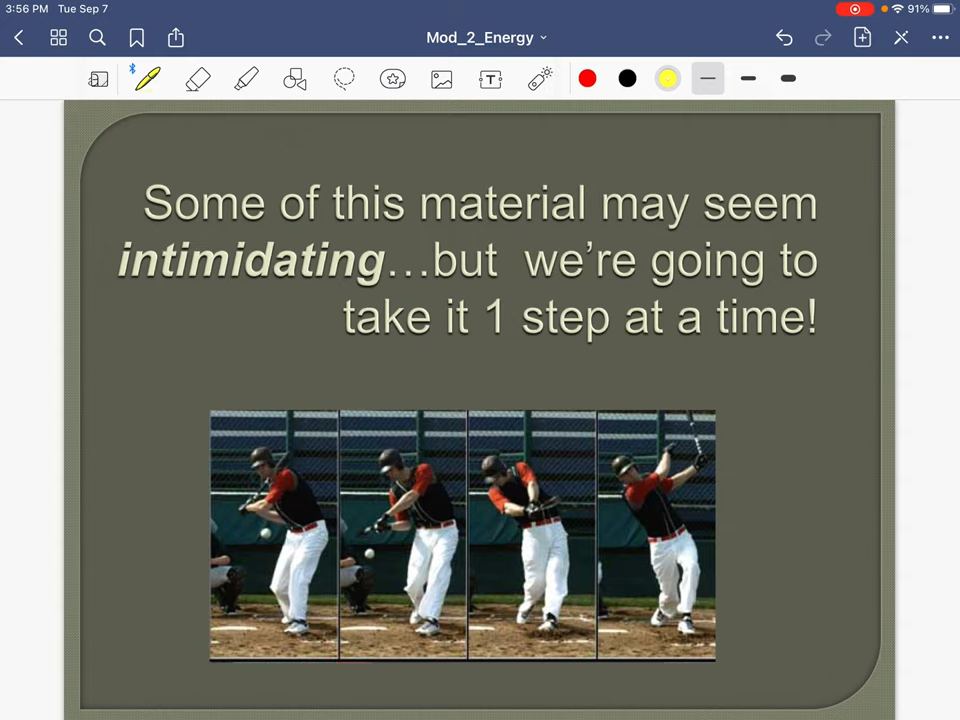 3:56 PM Tue Sep 7
91%
Mod_2_Energy
T
Some of this material may seem
intimidating…but we’re going to
take it 1 step at a time!